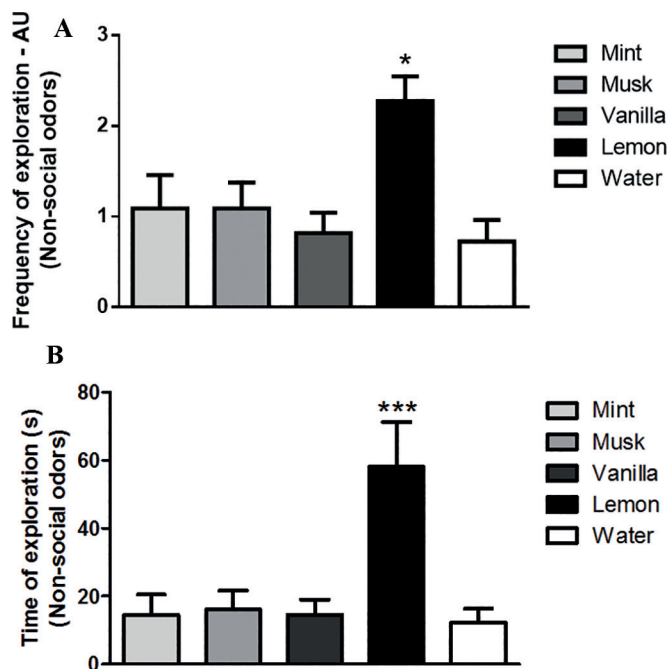 A
Frequency of exploration - AU
(Non-social odors)
3
2
1
0
*
Mint
Musk
Vanilla
Lemon
Water
B
Time of exploration (s)
(Non-social odors)
80
60
40
20
0
***
Mint
Musk
Vanilla
Lemon
Water